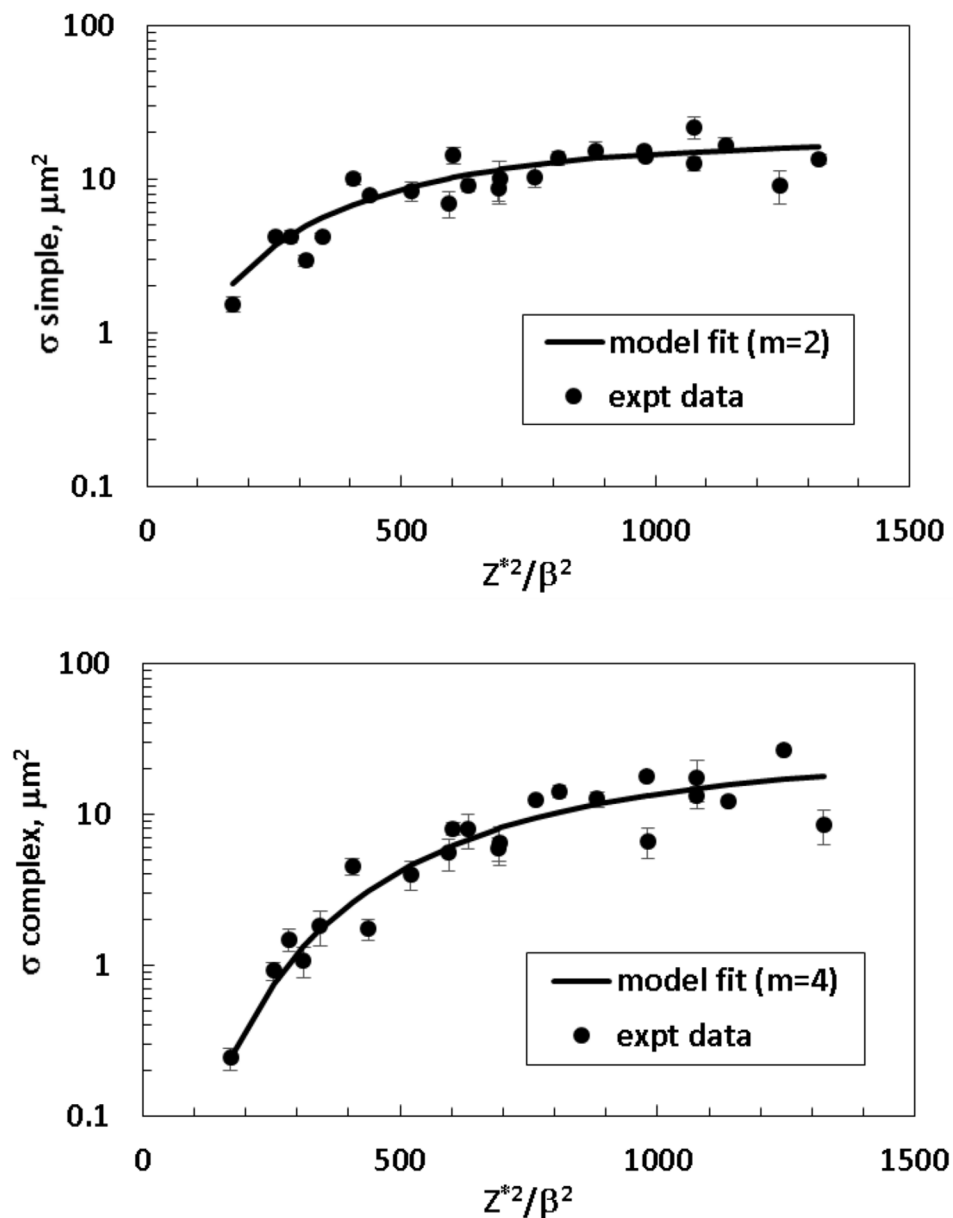 100
10
1
0.1
σ simple, μm²
model fit (m=2)
expt data
0 500 1000 1500
Z*²/β²
100
10
1
0.1
σ complex, μm²
model fit (m=4)
expt data
0 500 1000 1500
Z*²/β²